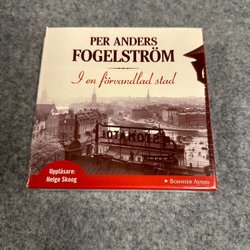 PER ANDERS
FOGELSTRÖM
I en förvandlad stad
Uppläsare:
Helge Skoog
BONNIER AUDIO